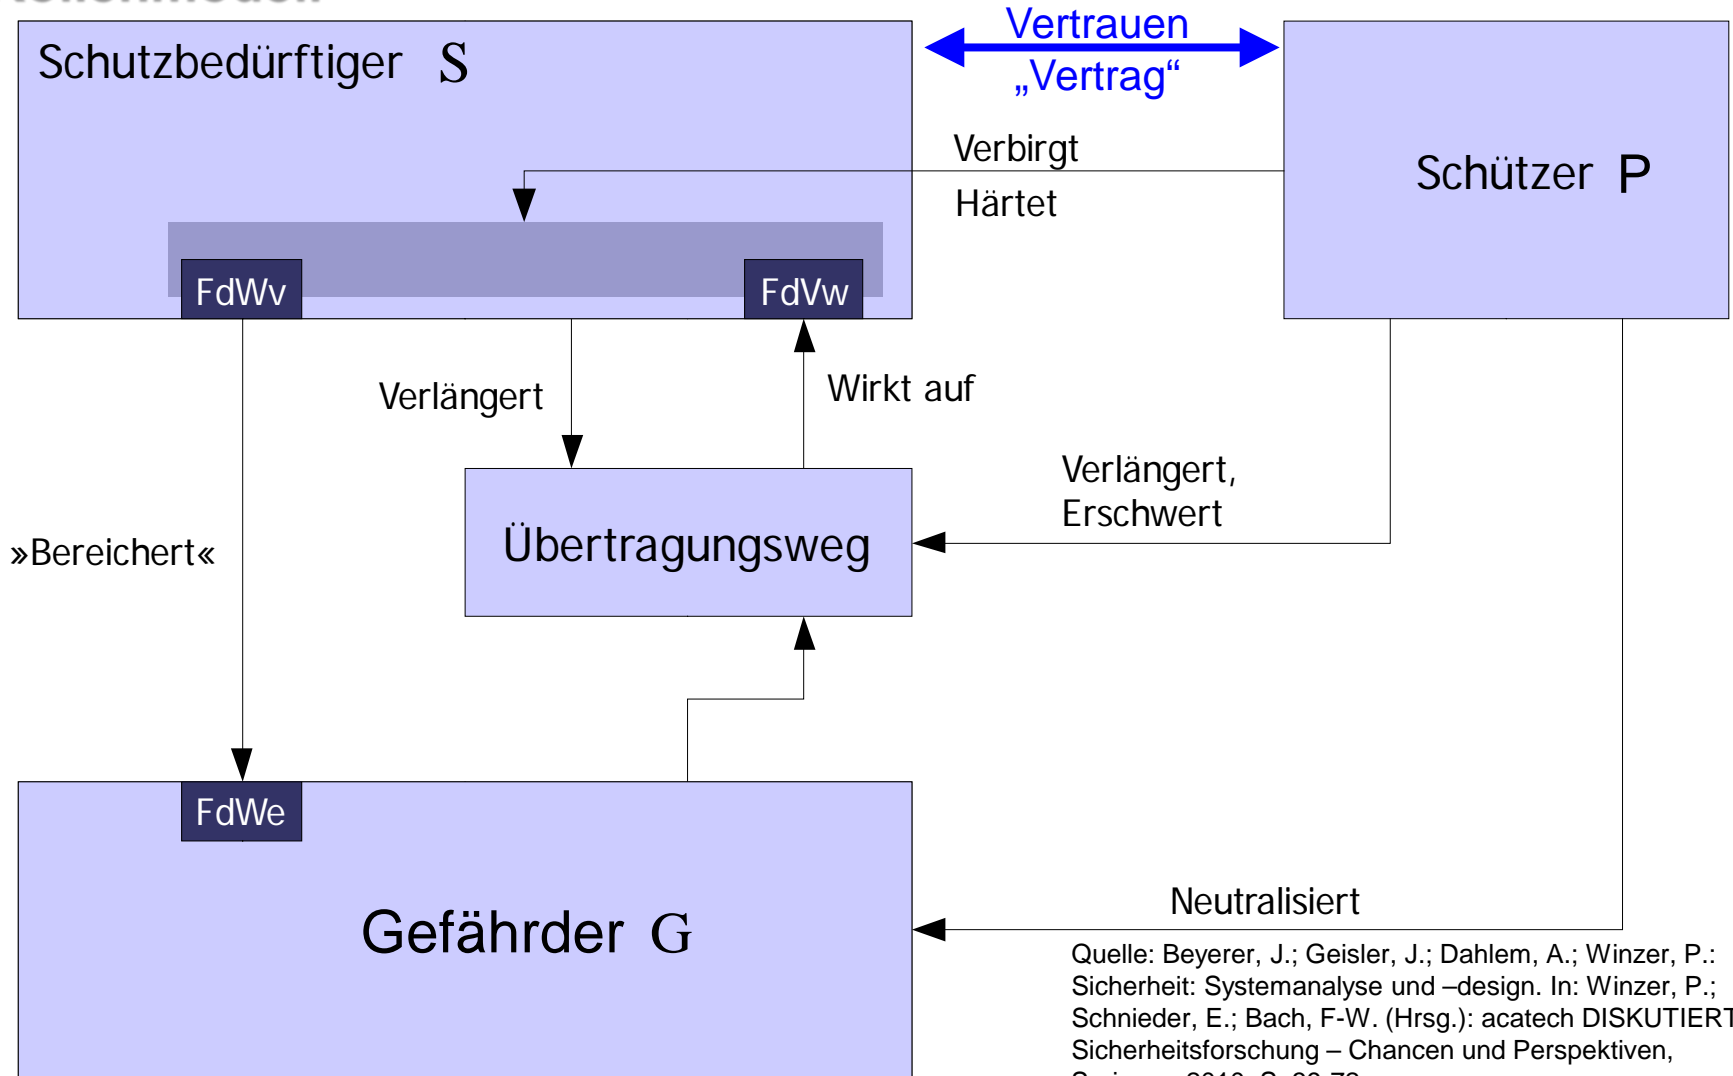 Schutzbedürftiger S
Vertrauen
„Vertrag“
Schützer P
Verbirgt
Härtet
FdWv
FdVw
Verlängert
Wirkt auf
Verlängert,
Erschwert
Übertragungsweg
»Bereichert«
FdWe
Gefährder G
Neutralisiert
Quelle: Beyerer, J.; Geisler, J.; Dahlem, A.; Winzer, P.:
Sicherheit: Systemanalyse und –design. In: Winzer, P.;
Schnieder, E.; Bach, F-W. (Hrsg.): acatech DISKUTIERT
Sicherheitsforschung – Chancen und Perspektiven,